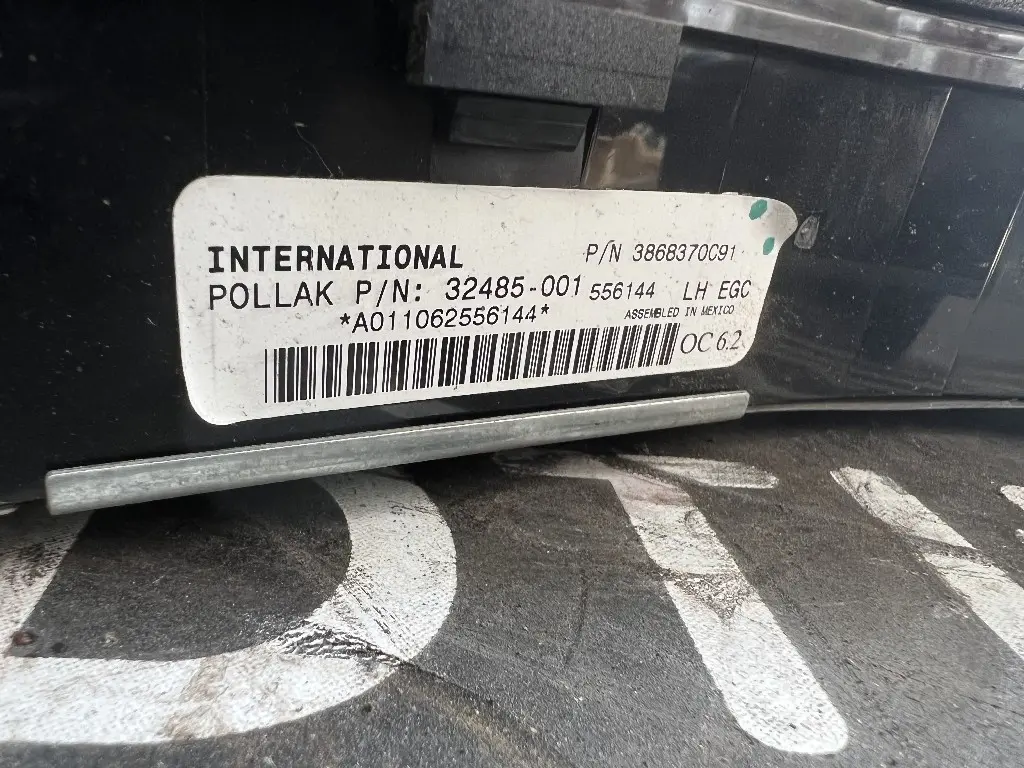 INTERNATIONAL P/N 3868370C91
POLLAK P/N: 32485-001 556144 LH EGC
*A011062556144* ASSEMBLED IN MEXICO
OC 6.2